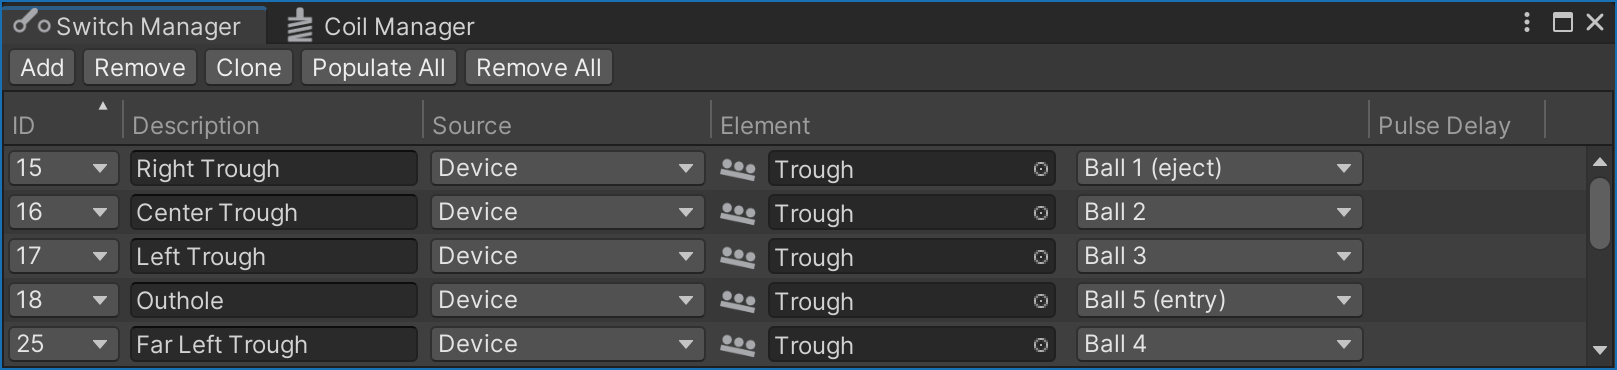 Switch Manager Coil Manager
Add Remove Clone Populate All Remove All
ID Description Source Element Pulse Delay
15 Right Trough Device Trough Ball 1 (eject)
16 Center Trough Device Trough Ball 2
17 Left Trough Device Trough Ball 3
18 Outhole Device Trough Ball 5 (entry)
25 Far Left Trough Device Trough Ball 4